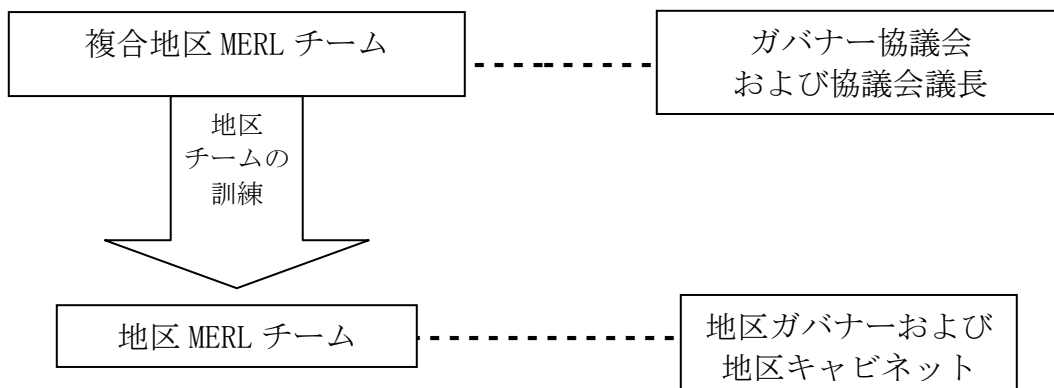 複合地区 MERL チーム
ガバナー協議会
および協議会議長
地区
チームの
訓練
地区 MERL チーム
地区ガバナーおよび
地区キャビネット